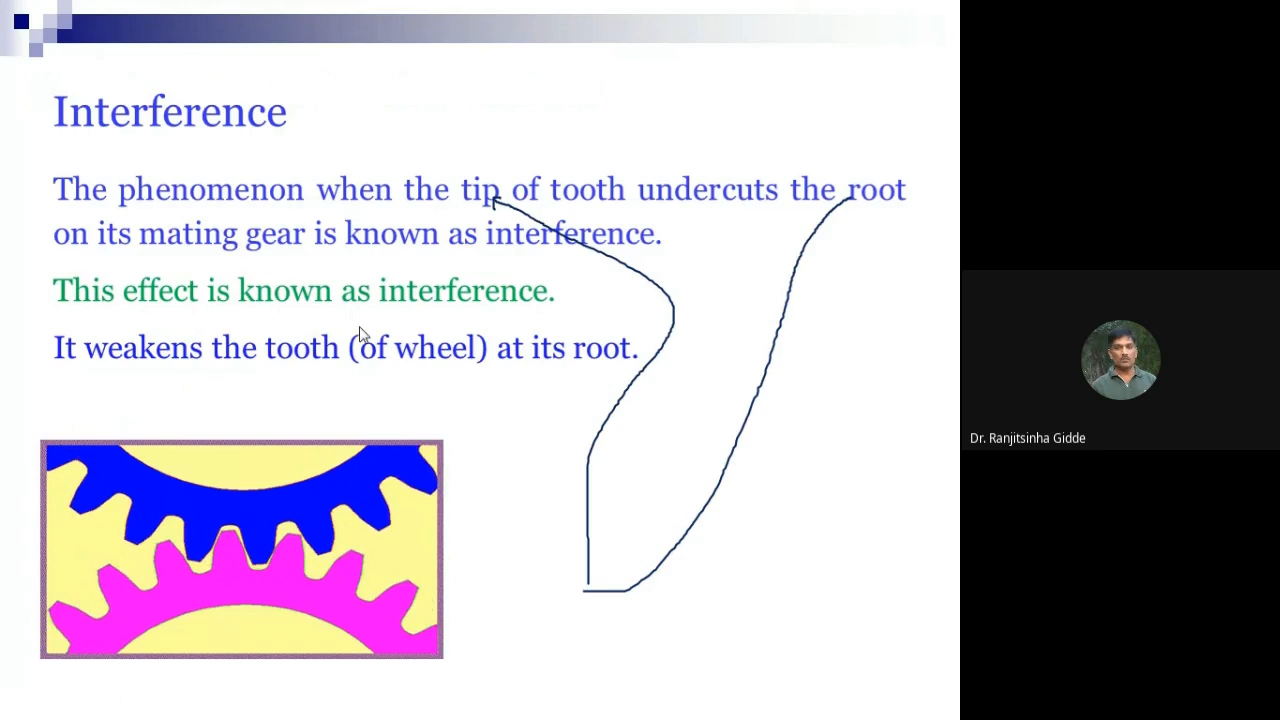 Interference
The phenomenon when the tip of tooth undercuts the root
on its mating gear is known as interference.
This effect is known as interference.
It weakens the tooth (of wheel) at its root.
Dr. Ranjitsinha Gidde